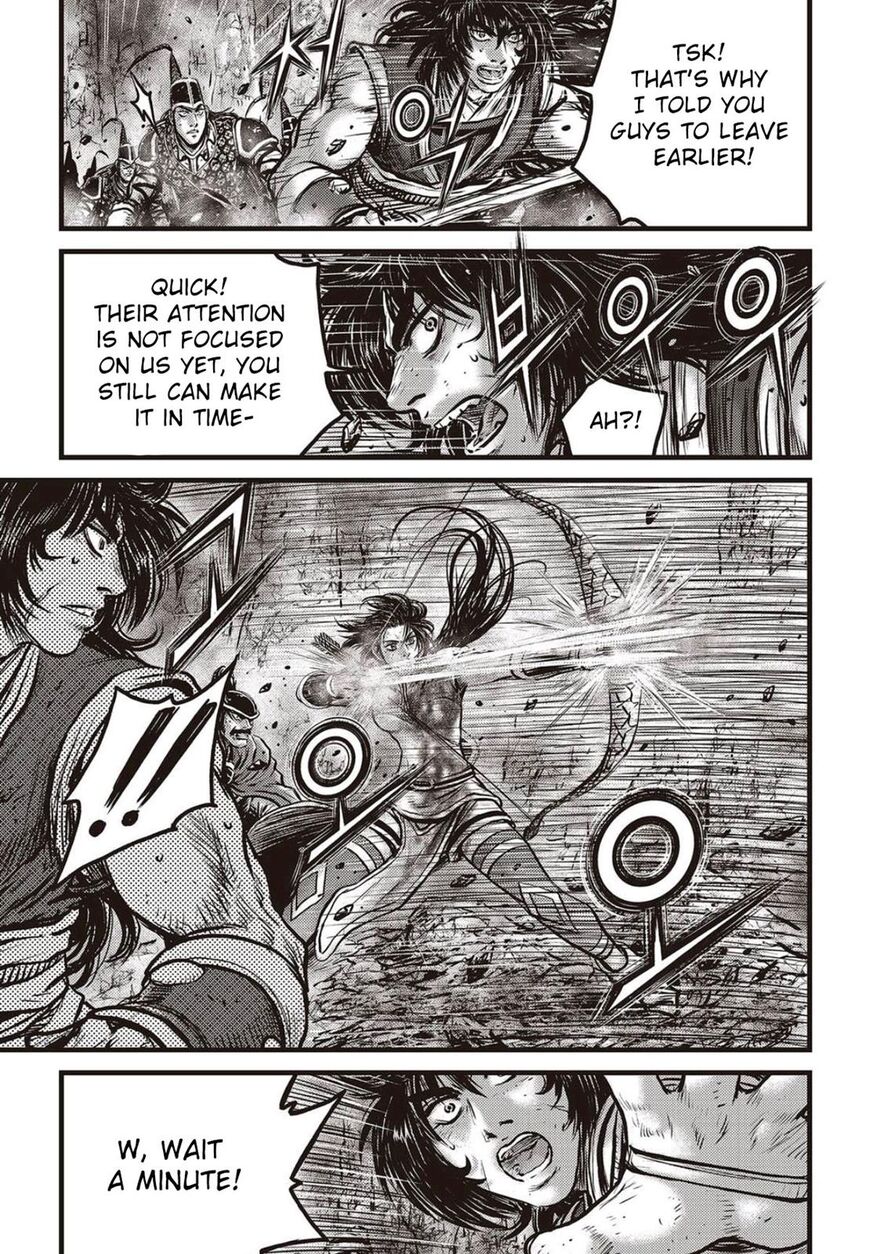 TSK!
THAT'S WHY
I TOLD YOU
GUYS TO LEAVE
EARLIER!
QUICK!
THEIR ATTENTION
IS NOT FOCUSED
ON US YET, YOU
STILL CAN MAKE
IT IN TIME-
AH?!
!!
W, WAIT
A MINUTE!